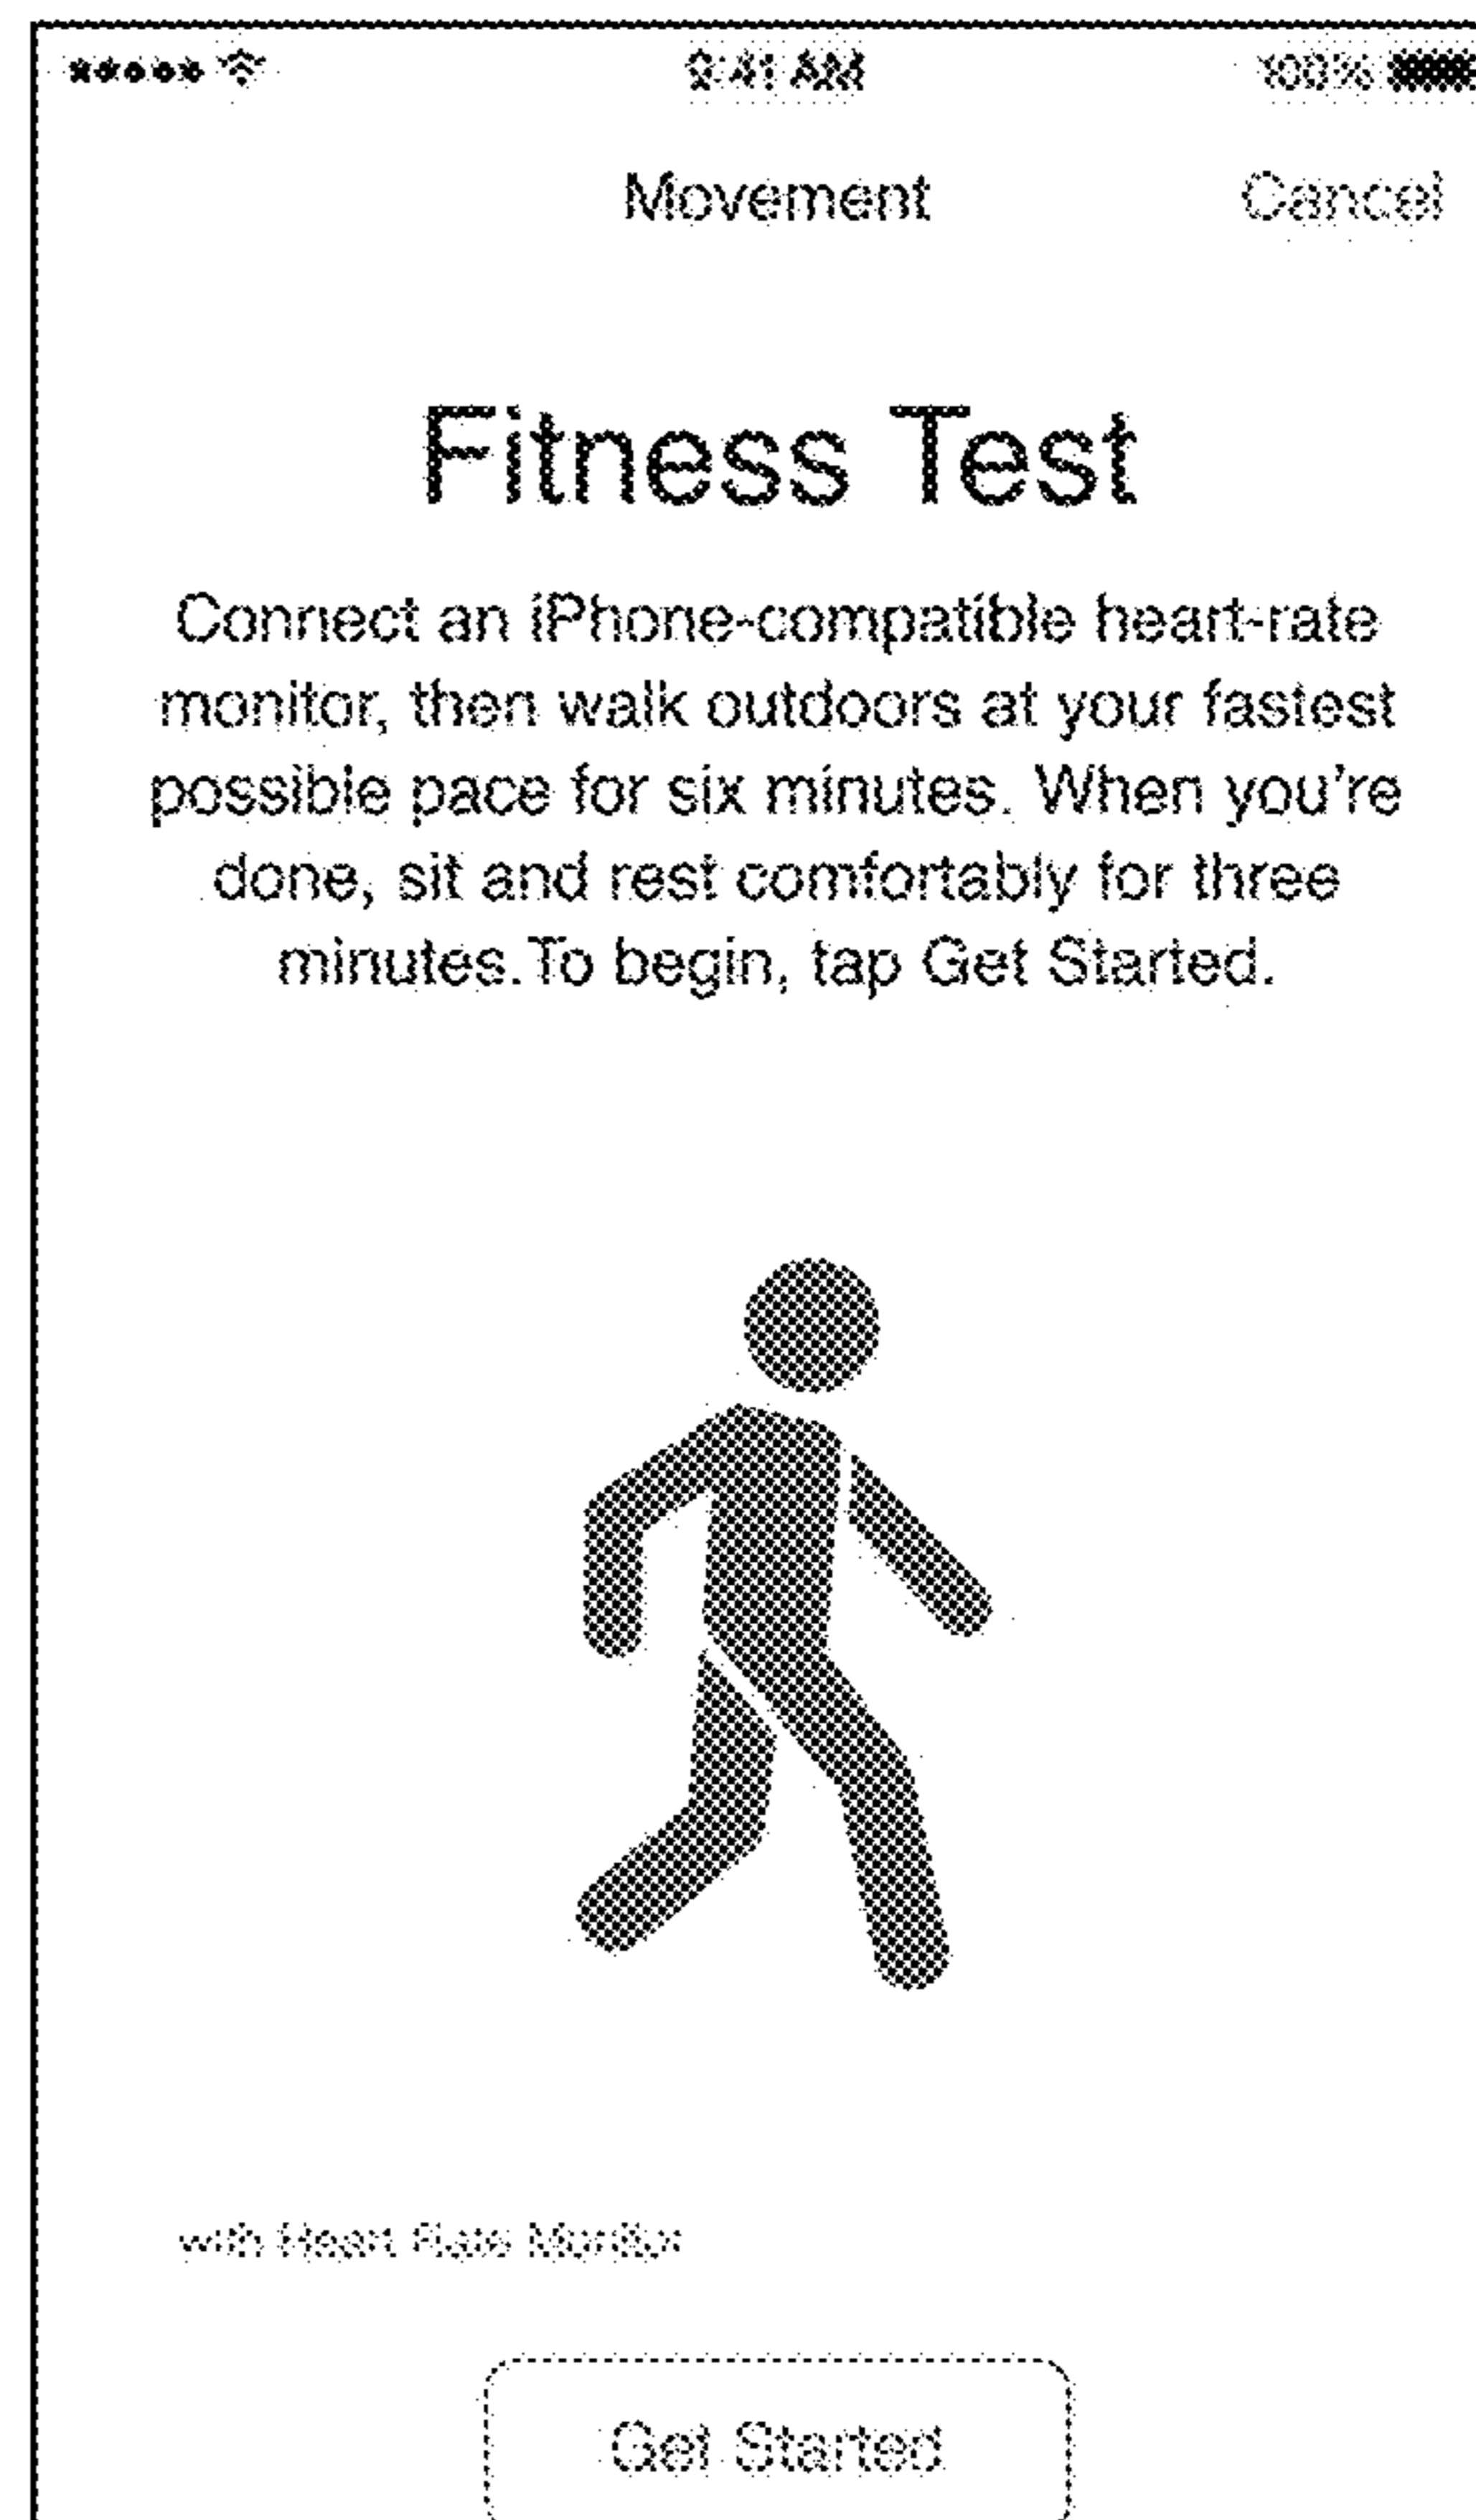 9:41 AM 100%
Movement Cancel
Fitness Test
Connect an iPhone-compatible heart-rate
monitor, then walk outdoors at your fastest
possible pace for six minutes. When you're
done, sit and rest comfortably for three
minutes.To begin, tap Get Started.
with Heart Rate Monitor
Get Started